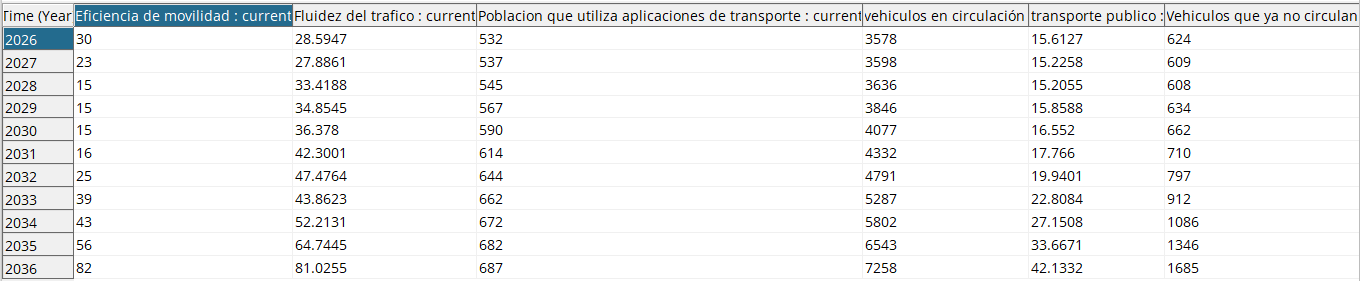 Time (Year Eficiencia de movilidad : current Fluidez del trafico : current Poblacion que utiliza aplicaciones de transporte : current vehiculos en circulación transporte publico : Vehiculos que ya no circulan
2026 30 28.5947 532 3578 15.6127 624
2027 23 27.8861 537 3598 15.2258 609
2028 15 33.4188 545 3636 15.2055 608
2029 15 34.8545 567 3846 15.8588 634
2030 15 36.378 590 4077 16.552 662
2031 16 42.3001 614 4332 17.766 710
2032 25 47.4764 644 4791 19.9401 797
2033 39 43.8623 662 5287 22.8084 912
2034 43 52.2131 672 5802 27.1508 1086
2035 56 64.7445 682 6543 33.6671 1346
2036 82 81.0255 687 7258 42.1332 1685